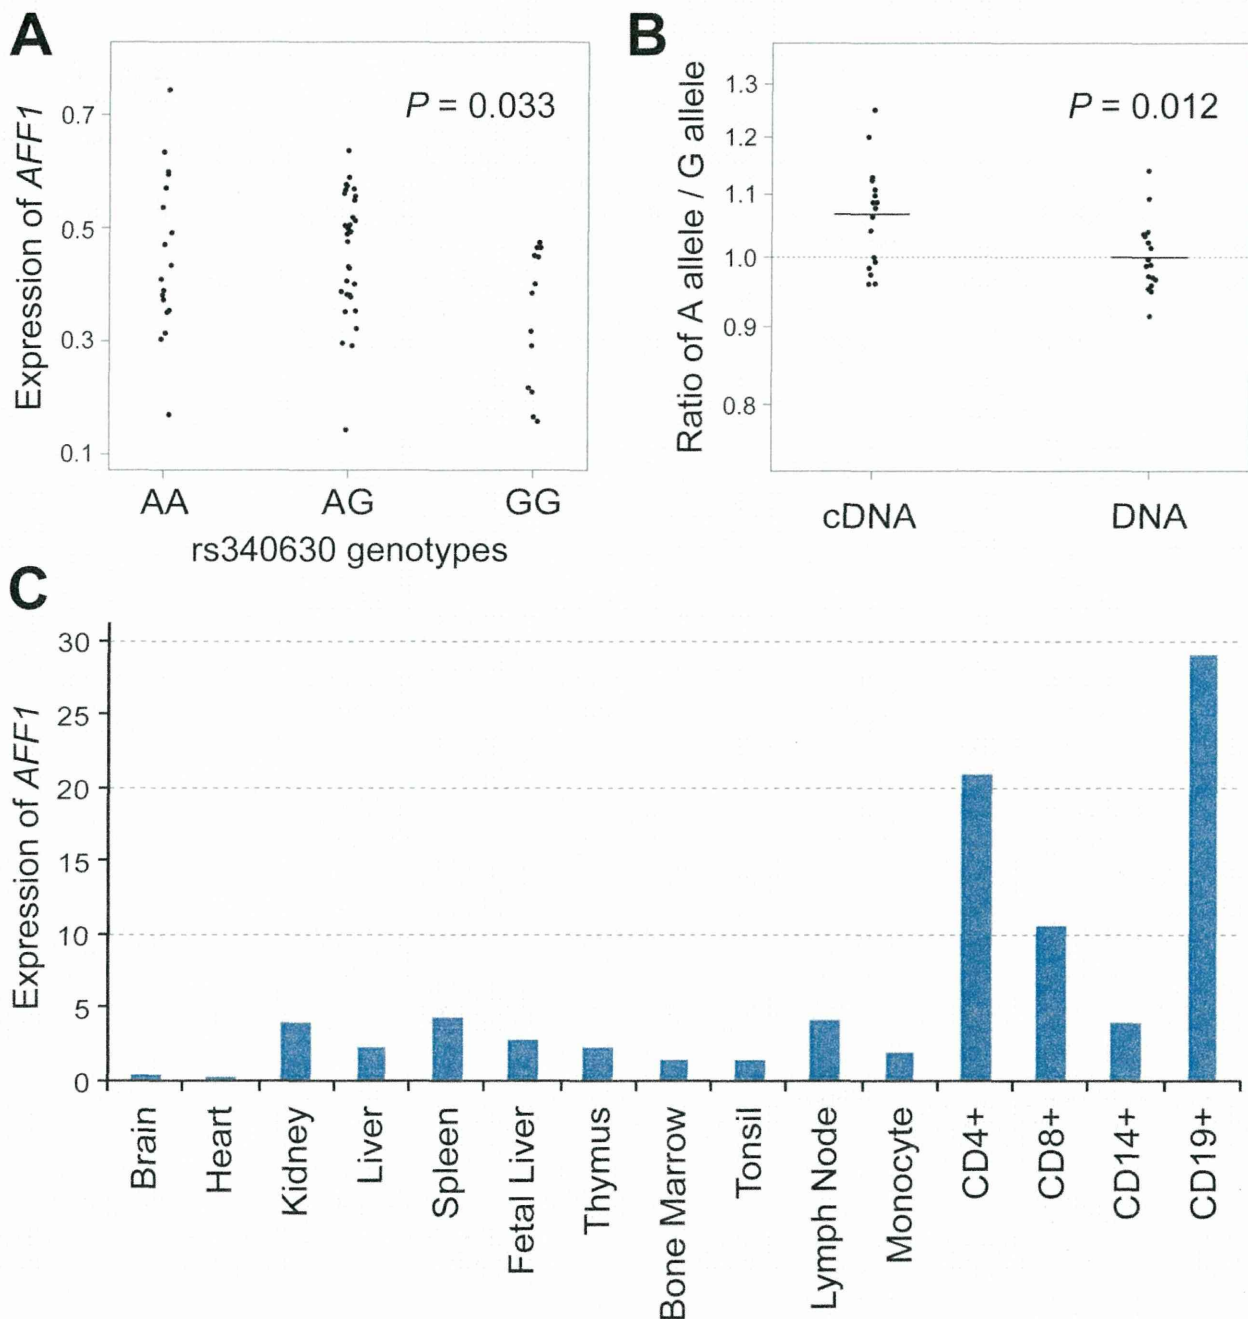 A
Expression of AFF1
0.7
0.5
0.3
0.1
P = 0.033
AA AG GG
rs340630 genotypes
B
Ratio of A allele / G allele
1.3
1.2
1.1
1.0
0.9
0.8
P = 0.012
cDNA DNA
C
Expression of AFF1
30
25
20
15
10
5
0
Brain
Heart
Kidney
Liver
Spleen
Fetal Liver
Thymus
Bone Marrow
Tonsil
Lymph Node
Monocyte
CD4+
CD8+
CD14+
CD19+